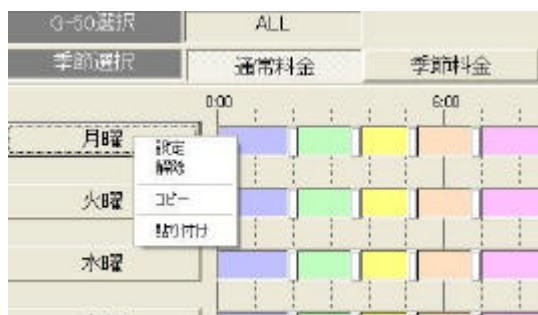 G-50選択 ALL
季節選択 通常料金 季節料金
0:00 6:00
月曜
設定
解除
コピー
貼り付け
火曜
水曜